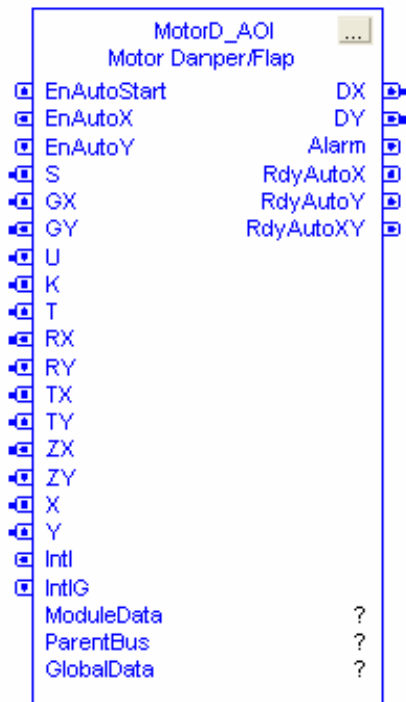 MotorD_AOI ...
Motor Danper/Flap
EnAutoStart DX
EnAutoX DY
EnAutoY Alarm
S RdyAutoX
GX RdyAutoY
GY RdyAutoXY
U
K
T
RX
RY
TX
TY
ZX
ZY
X
Y
Intl
IntlG
ModuleData ?
ParentBus ?
GlobalData ?